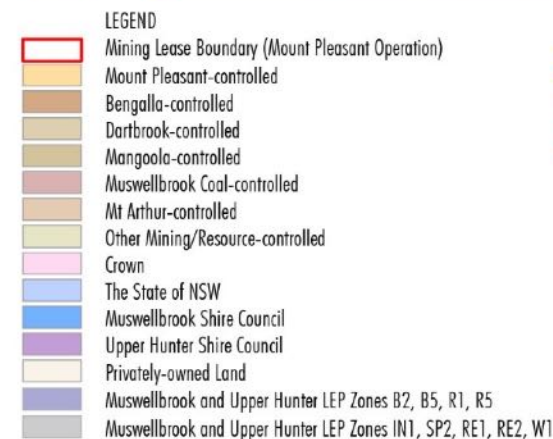 LEGEND
Mining Lease Boundary (Mount Pleasant Operation)
Mount Pleasant-controlled
Bengalla-controlled
Dartbrook-controlled
Mangoola-controlled
Muswellbrook Coal-controlled
Mt Arthur-controlled
Other Mining/Resource-controlled
Crown
The State of NSW
Muswellbrook Shire Council
Upper Hunter Shire Council
Privately-owned Land
Muswellbrook and Upper Hunter LEP Zones B2, B5, R1, R5
Muswellbrook and Upper Hunter LEP Zones IN1, SP2, RE1, RE2, W1